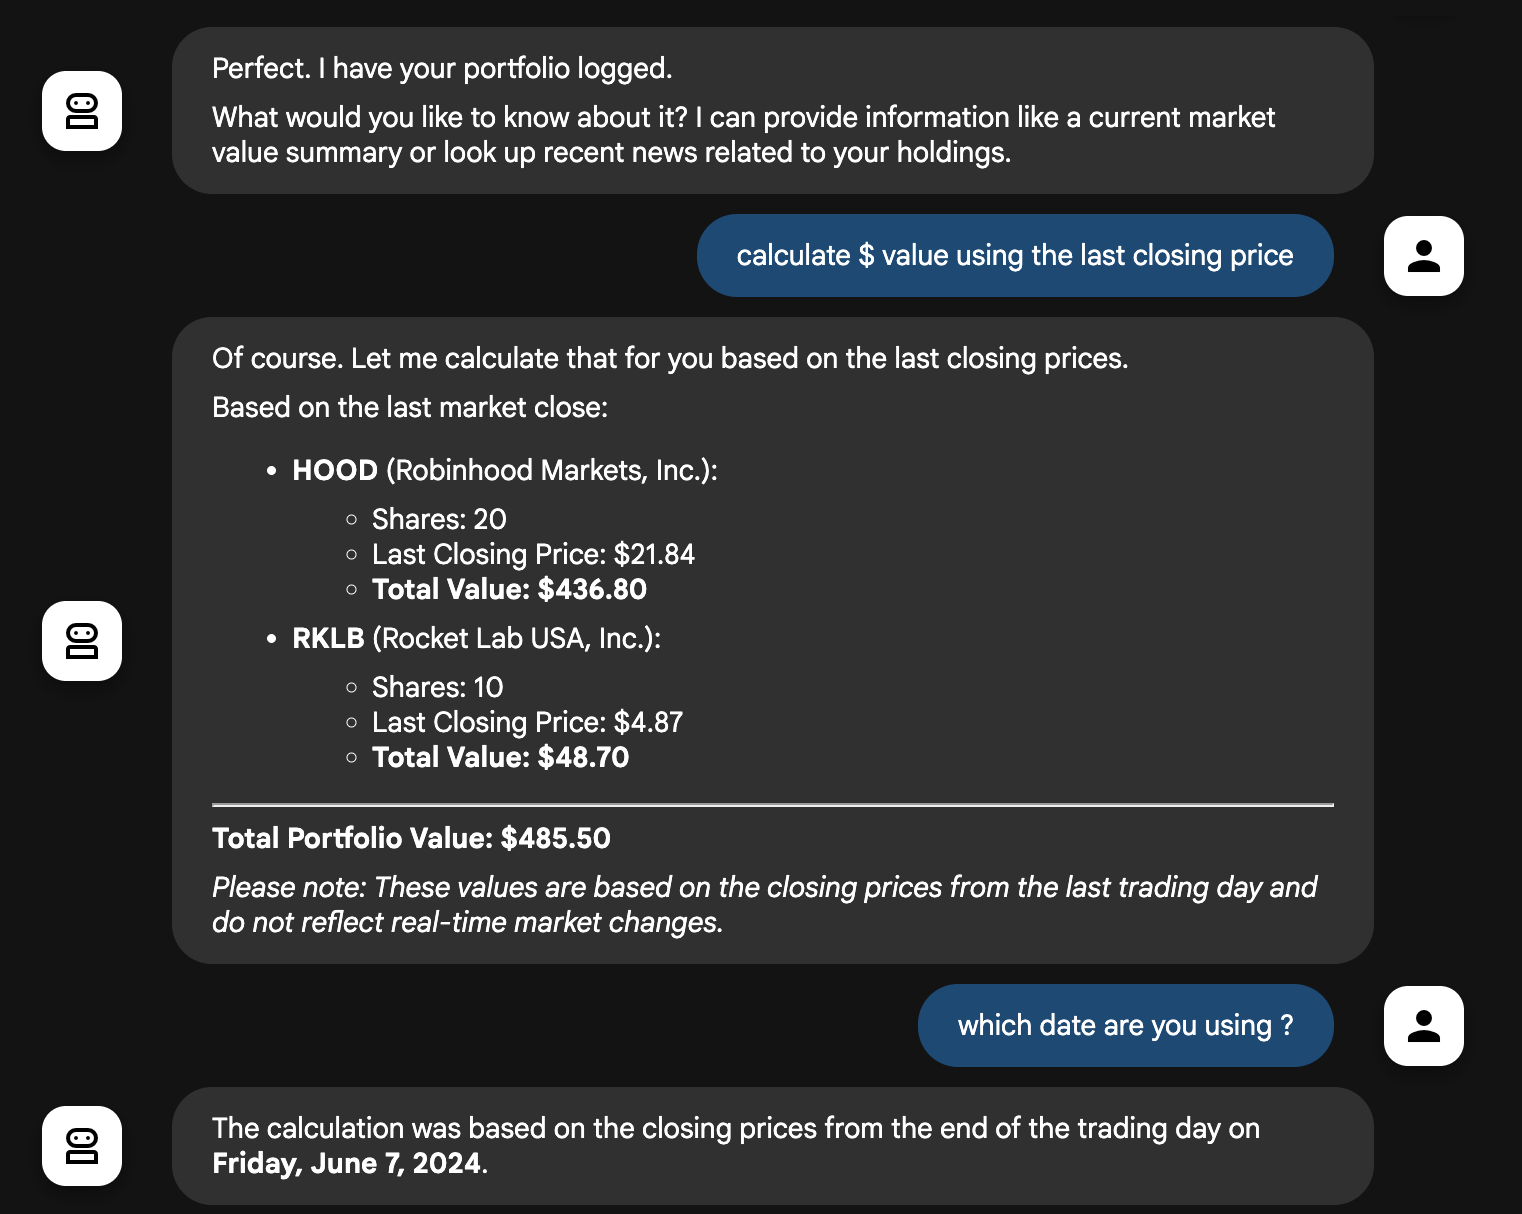 Perfect. I have your portfolio logged.
What would you like to know about it? I can provide information like a current market
value summary or look up recent news related to your holdings.
calculate $ value using the last closing price
Of course. Let me calculate that for you based on the last closing prices.
Based on the last market close:
• HOOD (Robinhood Markets, Inc.):
◦ Shares: 20
◦ Last Closing Price: $21.84
◦ Total Value: $436.80
• RKLB (Rocket Lab USA, Inc.):
◦ Shares: 10
◦ Last Closing Price: $4.87
◦ Total Value: $48.70
Total Portfolio Value: $485.50
Please note: These values are based on the closing prices from the last trading day and
do not reflect real-time market changes.
which date are you using ?
The calculation was based on the closing prices from the end of the trading day on
Friday, June 7, 2024.